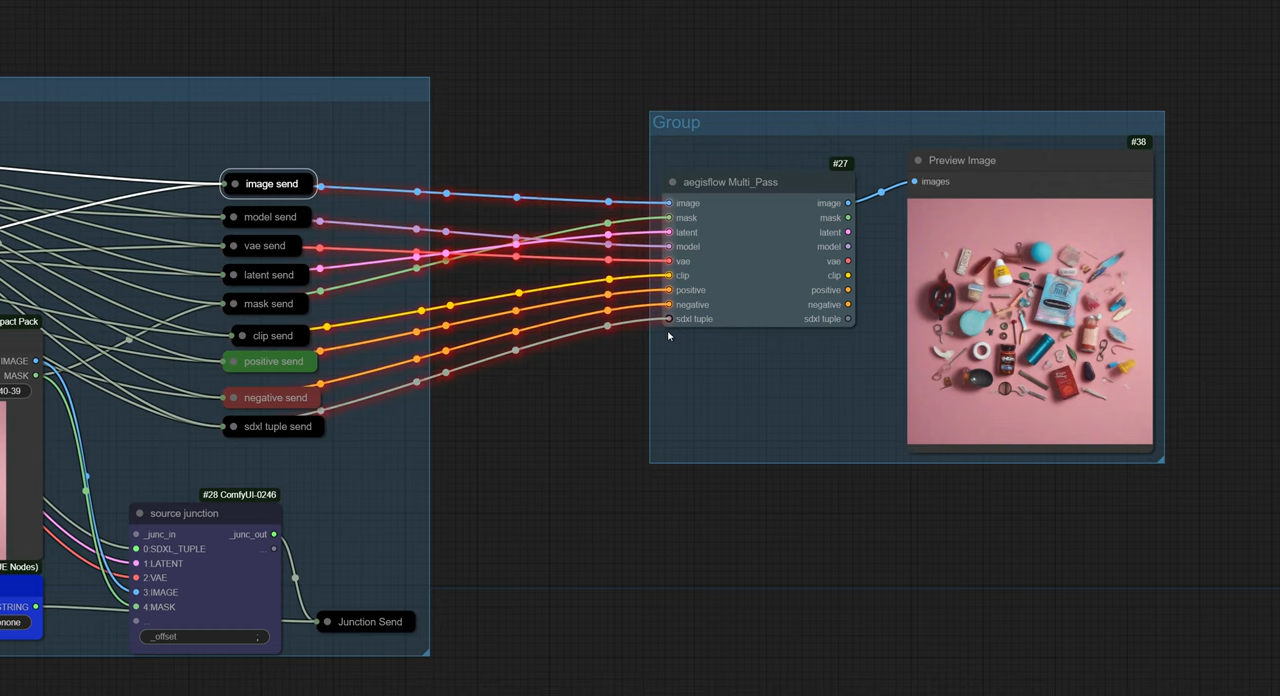 Group
#38
#27
Preview Image
aegisflow Multi_Pass
images
image send
image image
mask mask
model send
latent latent
vae send
model model
vae vae
latent send
clip clip
positive positive
mask send
negative negative
pact Pack
sdxl tuple sdxl tuple
clip send
IMAGE
positive send
MASK
40-39
negative send
sdxl tuple send
#28 ComfyUI-0246
source junction
_junc_in _junc_out
0:SDXL_TUPLE ...
1:LATENT
UE Nodes)
2:VAE
3:IMAGE
STRING
4:MASK
none
...
Junction Send
_offset ;